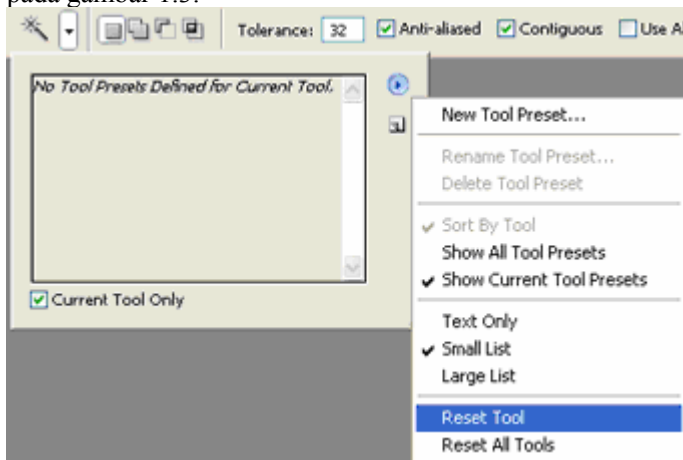 pada gambar 1.5.
Tolerance: 32 Anti-aliased Contiguous Use A
No Tool Presets Defined for Current Tool.
Current Tool Only
New Tool Preset...
Rename Tool Preset...
Delete Tool Preset
Sort By Tool
Show All Tool Presets
Show Current Tool Presets
Text Only
Small List
Large List
Reset Tool
Reset All Tools